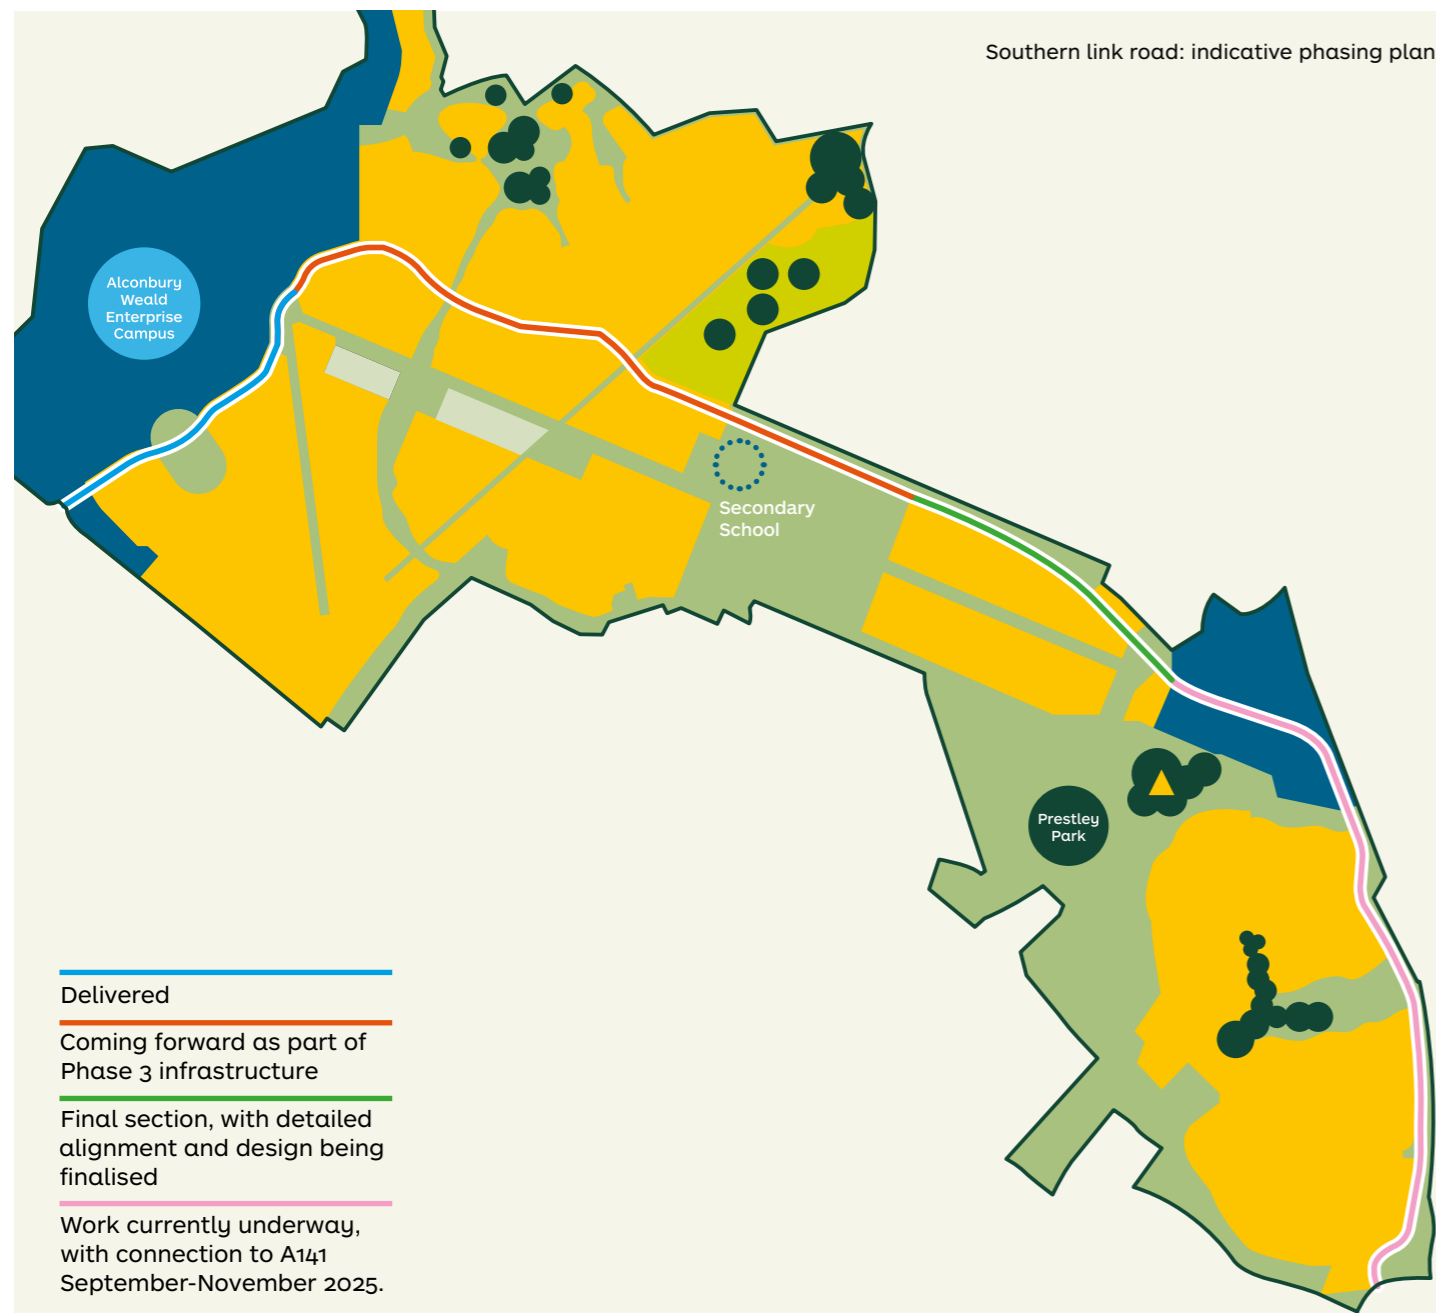 Southern link road: indicative phasing plan
Alconbury
Weald
Enterprise
Campus
Secondary
School
Prestley
Park
Delivered
Coming forward as part of
Phase 3 infrastructure
Final section, with detailed
alignment and design being
finalised
Work currently underway,
with connection to A141
September-November 2025.